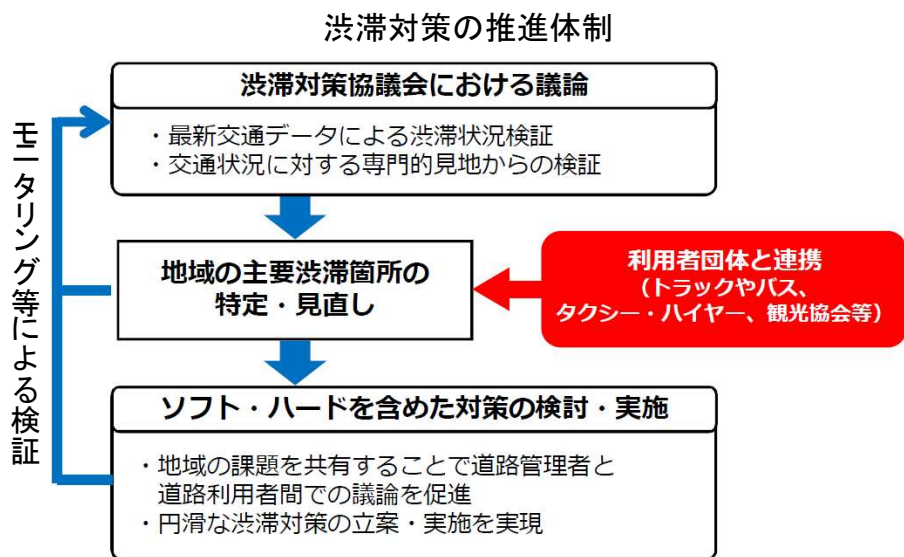 渋滞対策の推進体制
渋滞対策協議会における議論
・最新交通データによる渋滞状況検証
・交通状況に対する専門的見地からの検証
モニタリング等による検証
地域の主要渋滞箇所の
特定・見直し
利用者団体と連携
（トラックやバス、
タクシー・ハイヤー、観光協会等）
ソフト・ハードを含めた対策の検討・実施
・地域の課題を共有することで道路管理者と
道路利用者間での議論を促進
・円滑な渋滞対策の立案・実施を実現